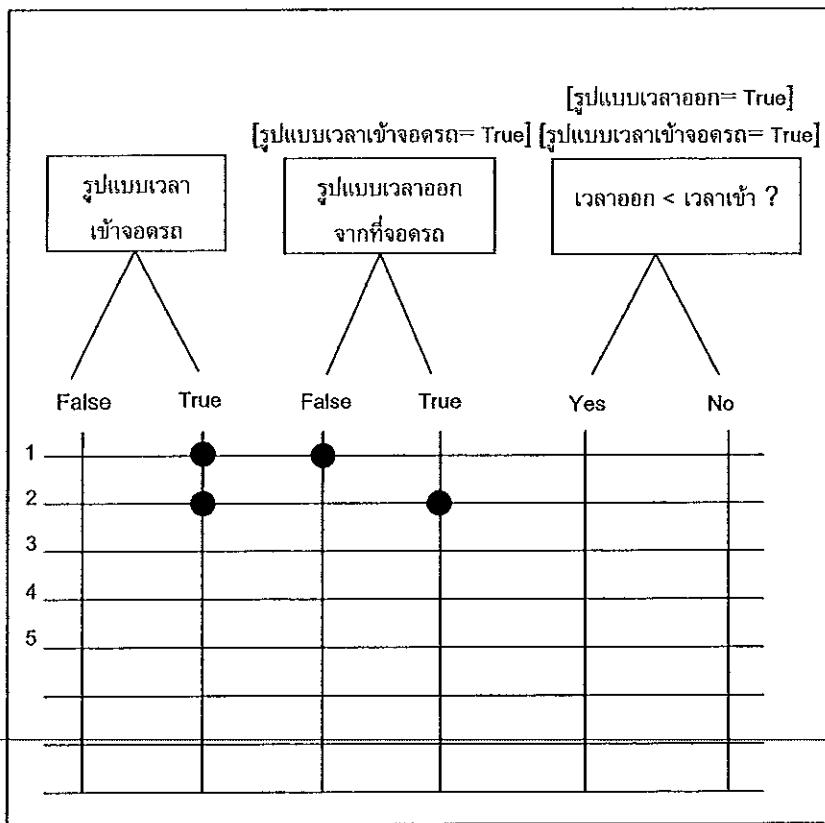 [รูปแบบเวลาออก= True]
[รูปแบบเวลาเข้าจอดรถ= True] [รูปแบบเวลาเข้าจอดรถ= True]
รูปแบบเวลา
เข้าจอดรถ
รูปแบบเวลาออก
จากที่จอดรถ
เวลาออก < เวลาเข้า ?
False True False True Yes No
1
2
3
4
5